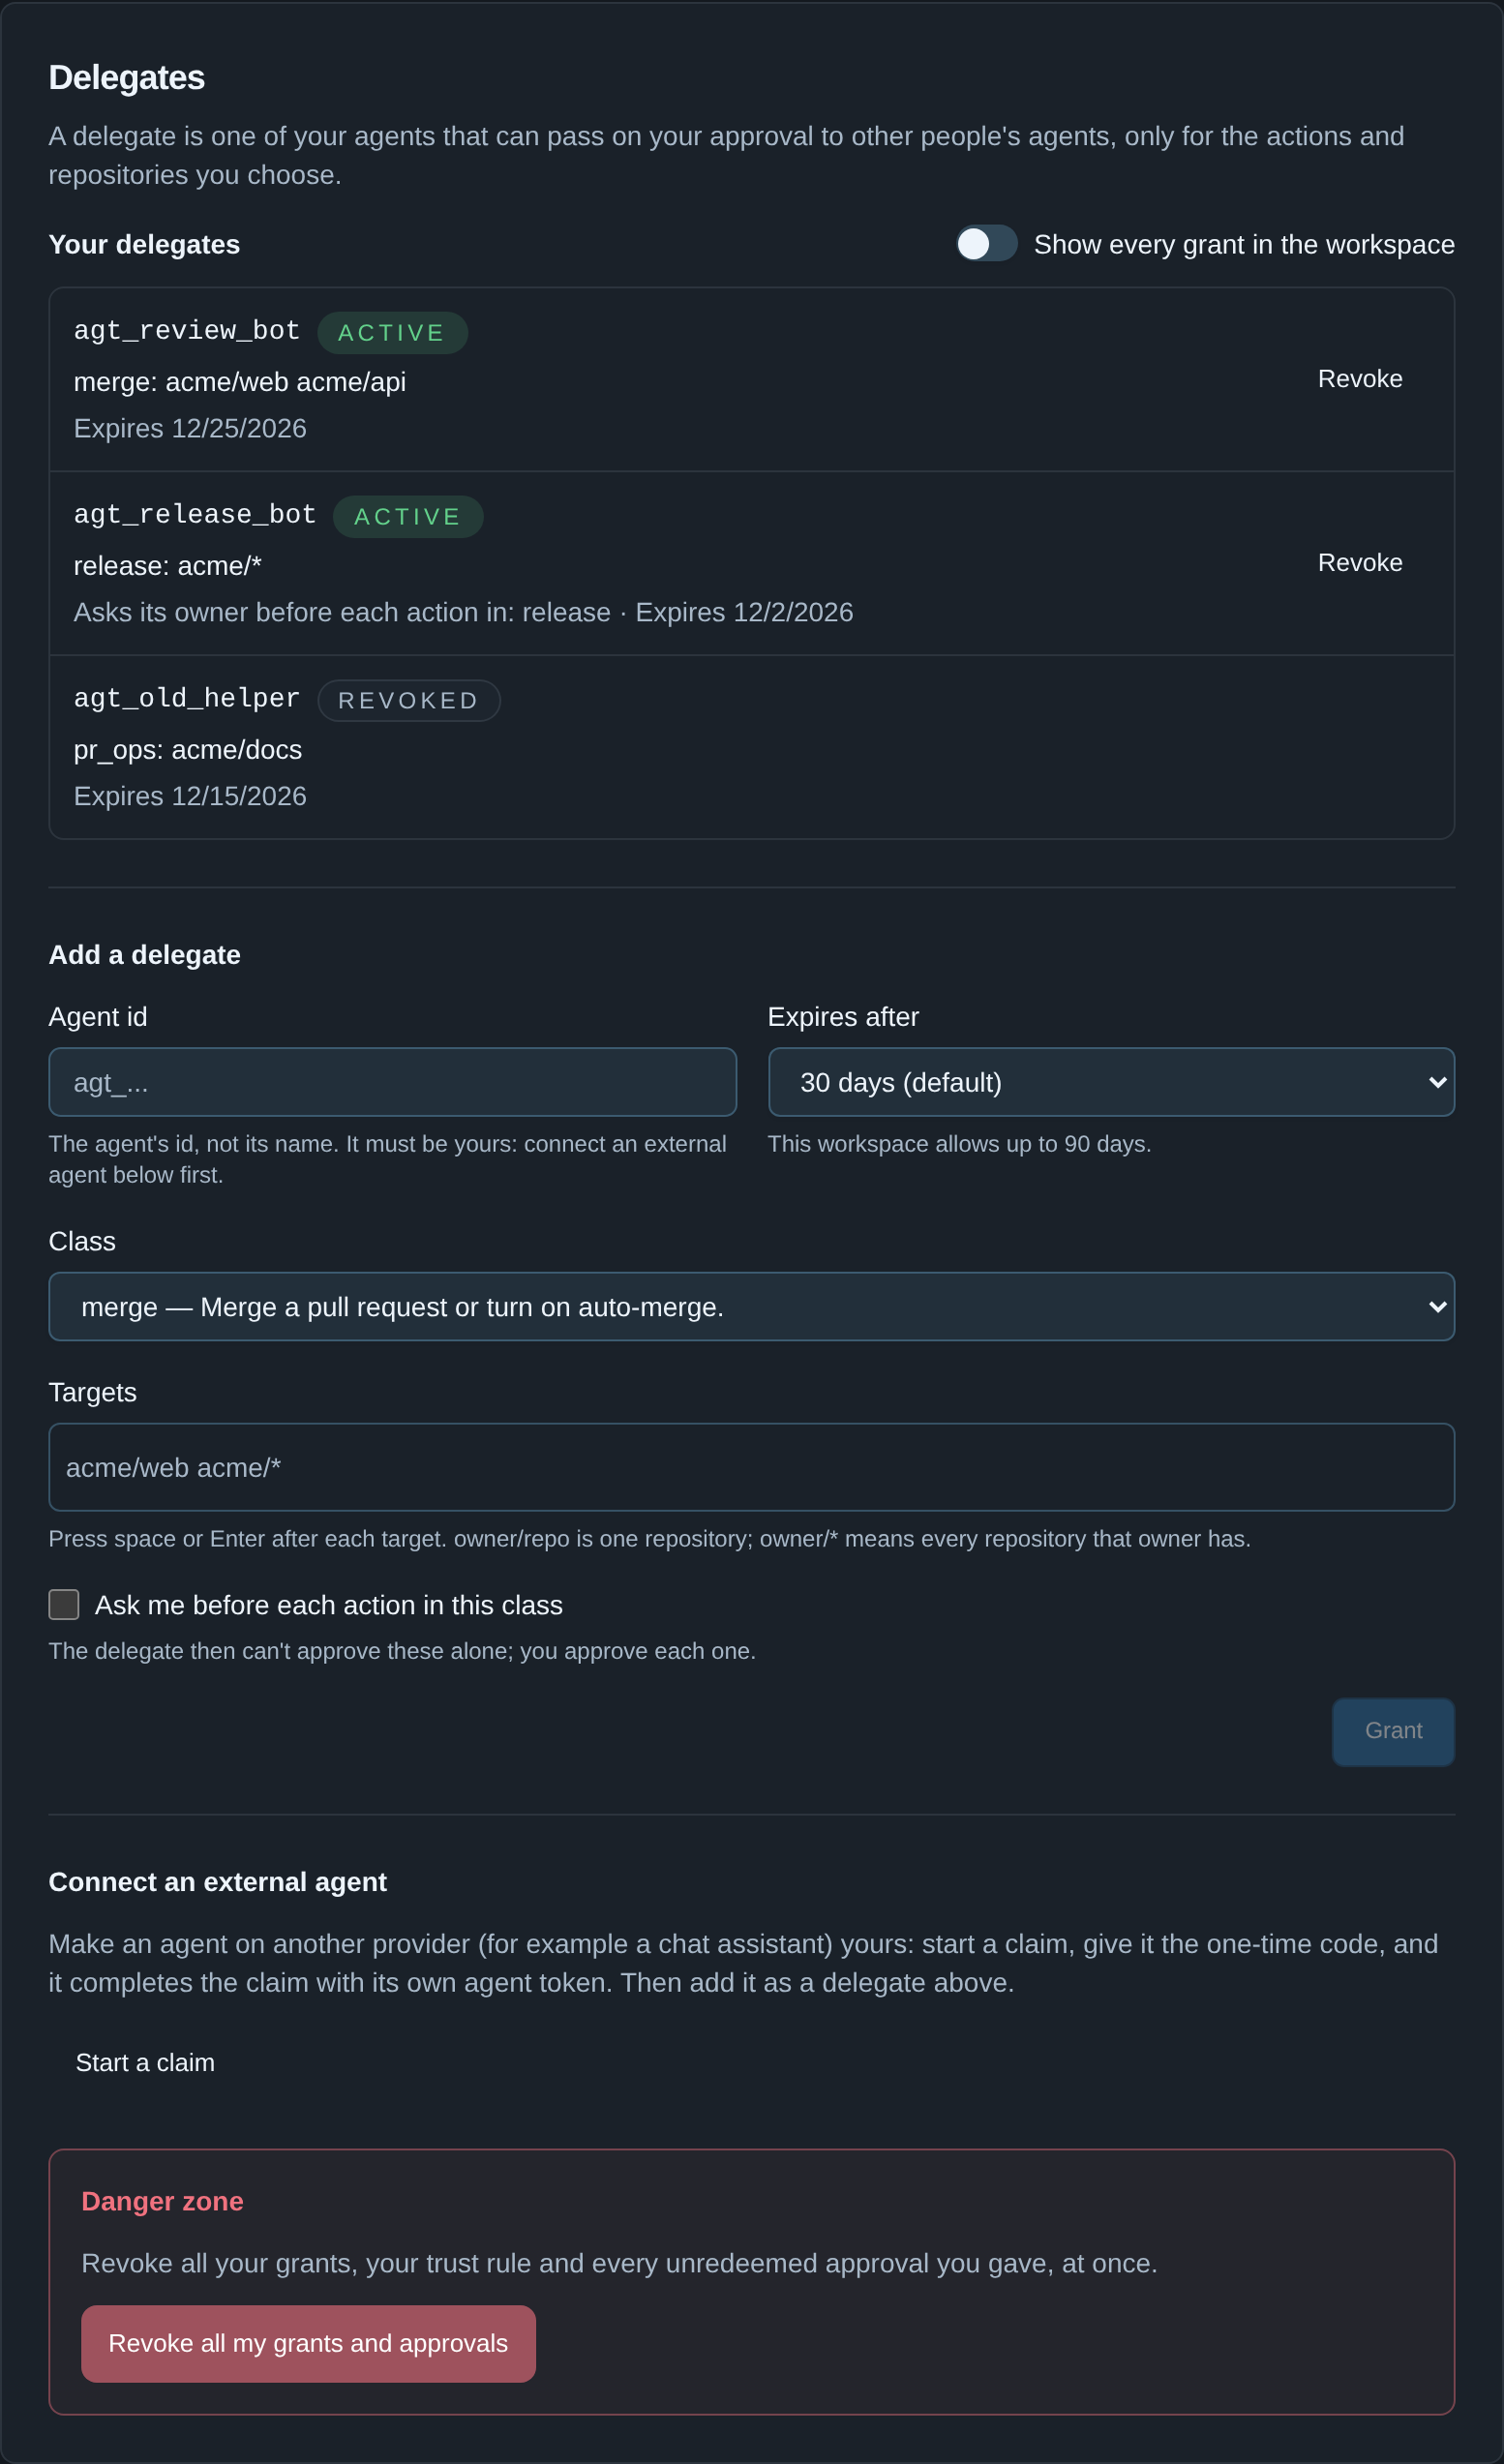 Delegates
A delegate is one of your agents that can pass on your approval to other people's agents, only for the actions and
repositories you choose.
Your delegates
Show every grant in the workspace
agt_review_bot ACTIVE
merge: acme/web acme/api
Revoke
Expires 12/25/2026
agt_release_bot ACTIVE
release: acme/*
Revoke
Asks its owner before each action in: release · Expires 12/2/2026
agt_old_helper REVOKED
pr_ops: acme/docs
Expires 12/15/2026
Add a delegate
Agent id
Expires after
agt_...
30 days (default)
The agent's id, not its name. It must be yours: connect an external
agent below first.
This workspace allows up to 90 days.
Class
merge — Merge a pull request or turn on auto-merge.
Targets
acme/web acme/*
Press space or Enter after each target. owner/repo is one repository; owner/* means every repository that owner has.
Ask me before each action in this class
The delegate then can't approve these alone; you approve each one.
Grant
Connect an external agent
Make an agent on another provider (for example a chat assistant) yours: start a claim, give it the one-time code, and
it completes the claim with its own agent token. Then add it as a delegate above.
Start a claim
Danger zone
Revoke all your grants, your trust rule and every unredeemed approval you gave, at once.
Revoke all my grants and approvals